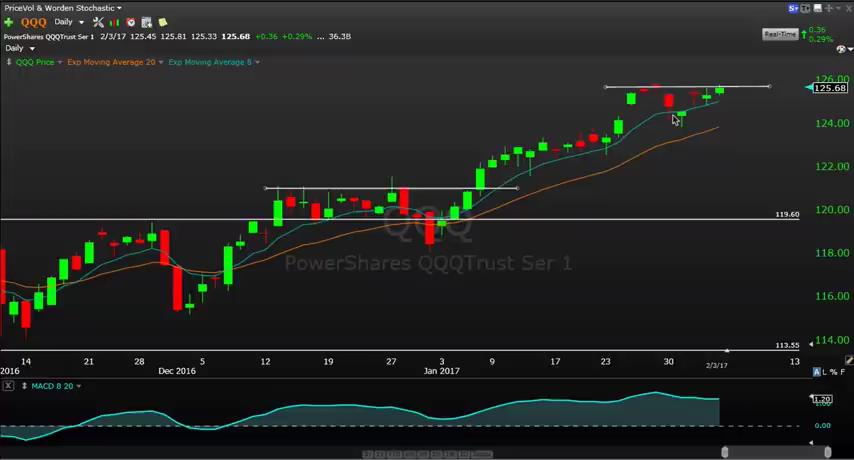 PriceVol & Worden Stochastic
QQQ Daily
PowerShares QQQTrust Ser 1 2/3/17 125.45 125.81 125.33 125.68 +0.36 +0.29% ... 36.3B
Real-Time 0.36
0.29%
Daily
QQQ Price Exp Moving Average 20 Exp Moving Average 8
126.00
125.68
124.00
122.00
120.00
119.60
118.00
116.00
114.00
113.55
QQQ
PowerShares QQQTrust Ser 1
14 21 28 5 12 19 27 3 9 17 23 30 2/3/17 13
2016 Dec 2016 Jan 2017
A L % F
X MACD 8 20
1.20
0.00